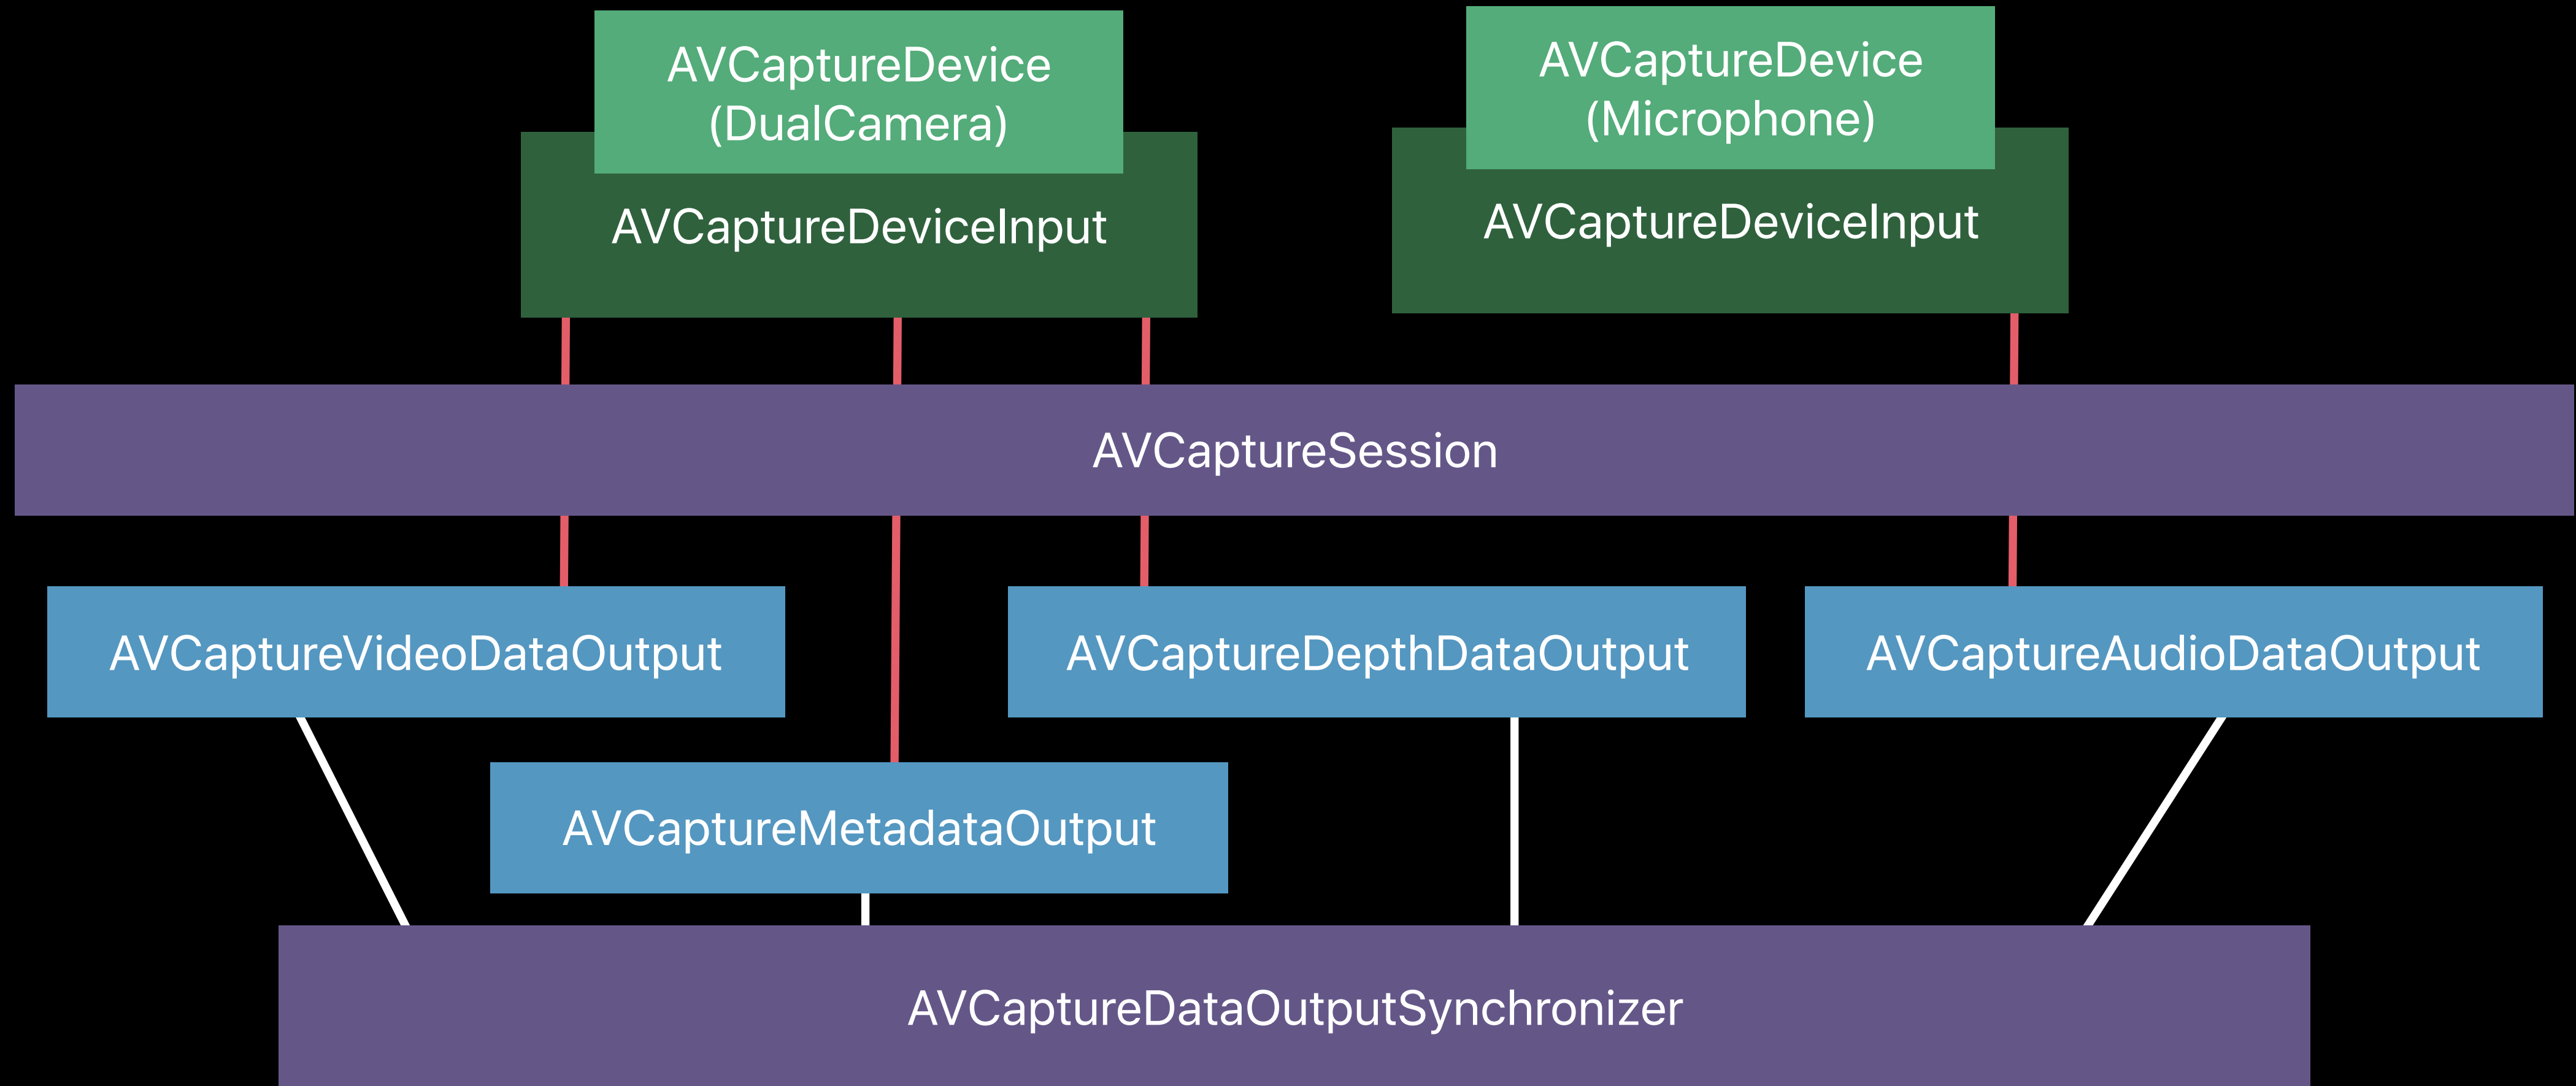 AVCaptureDevice
(DualCamera)
AVCaptureDeviceInput
AVCaptureDevice
(Microphone)
AVCaptureDeviceInput
AVCaptureSession
AVCaptureVideoDataOutput
AVCaptureDepthDataOutput
AVCaptureAudioDataOutput
AVCaptureMetadataOutput
AVCaptureDataOutputSynchronizer